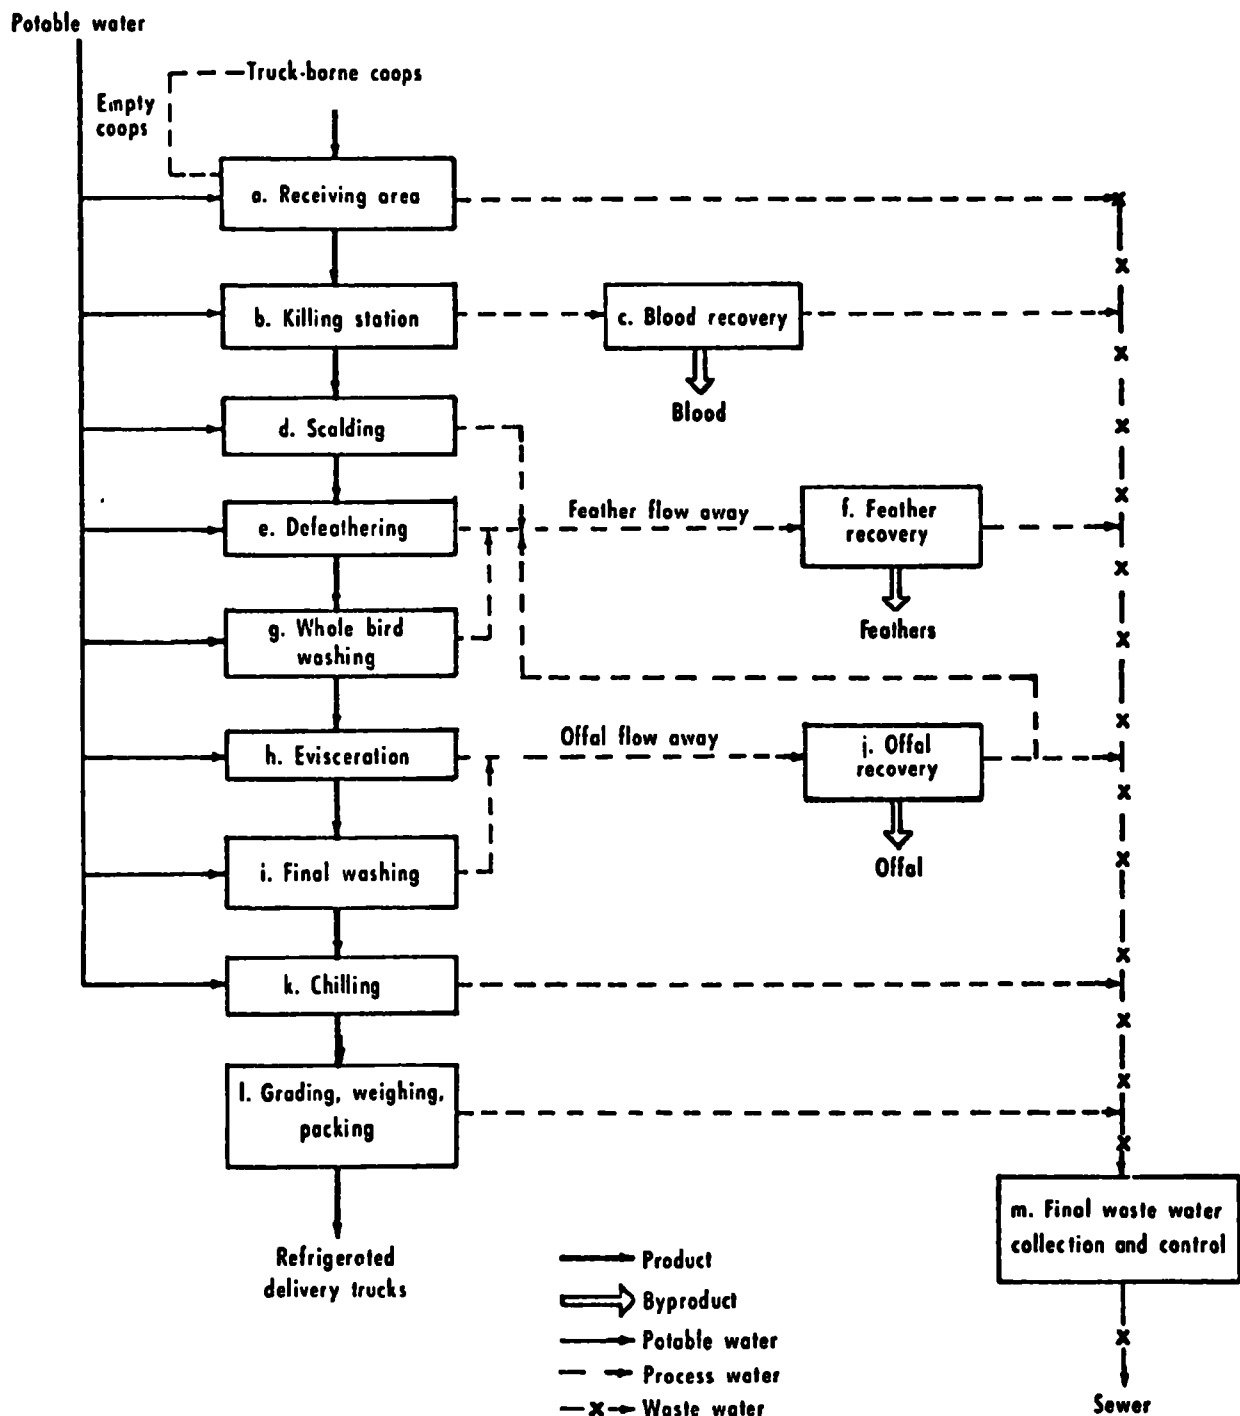 Potable water
Truck-borne coops
Empty
coops
a. Receiving area
b. Killing station
c. Blood recovery
Blood
d. Scalding
e. Defeathering
Feather flow away
f. Feather
recovery
Feathers
g. Whole bird
washing
h. Evisceration
Offal flow away
j. Offal
recovery
Offal
i. Final washing
k. Chilling
l. Grading, weighing,
packing
m. Final waste water
collection and control
Refrigerated
delivery trucks
Product
Byproduct
Potable water
Process water
Waste water
Sewer